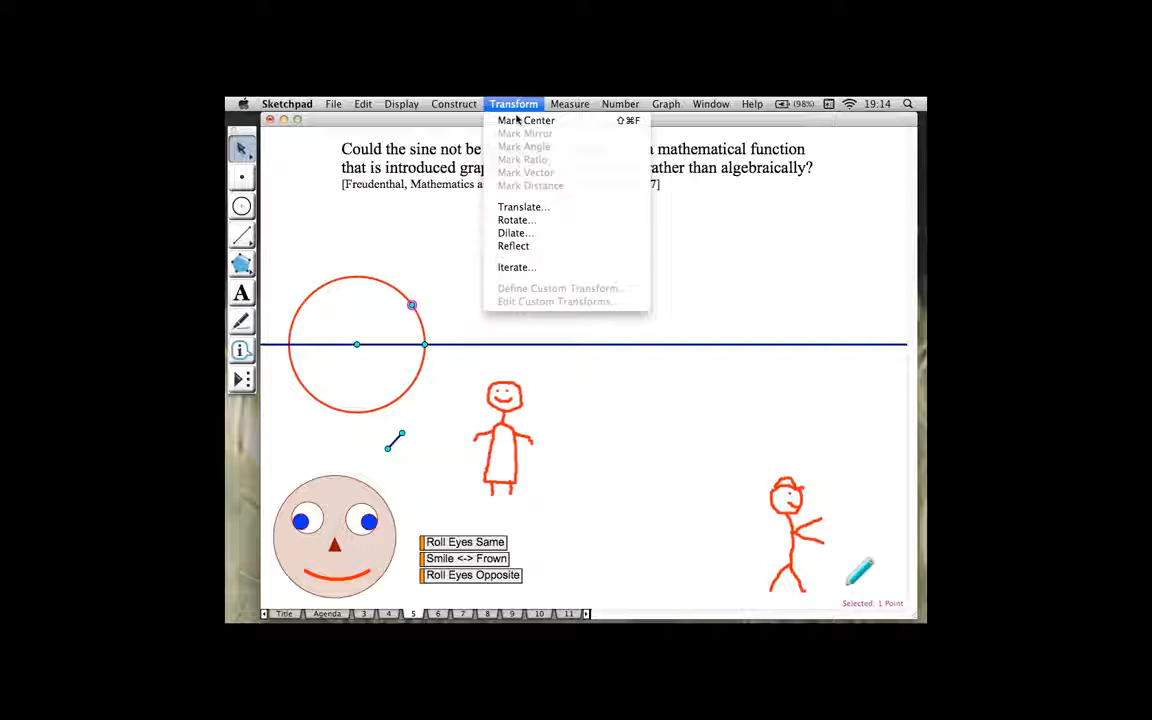 Sketchpad File Edit Display Construct Transform Measure Number Graph Window Help (98%) 19:14
Mark Center ⇧⌘F
Mark Mirror
Mark Angle
Mark Ratio
Mark Vector
Mark Distance
Translate...
Rotate...
Dilate...
Reflect
Iterate...
Define Custom Transform...
Edit Custom Transforms...
Could the sine not be a mathematical function
that is introduced grap rather than algebraically?
[Freudenthal, Mathematics a 7]
A
Roll Eyes Same
Smile <-> Frown
Roll Eyes Opposite
Selected: 1 Point
Title Agenda 3 4 5 6 7 8 9 10 11